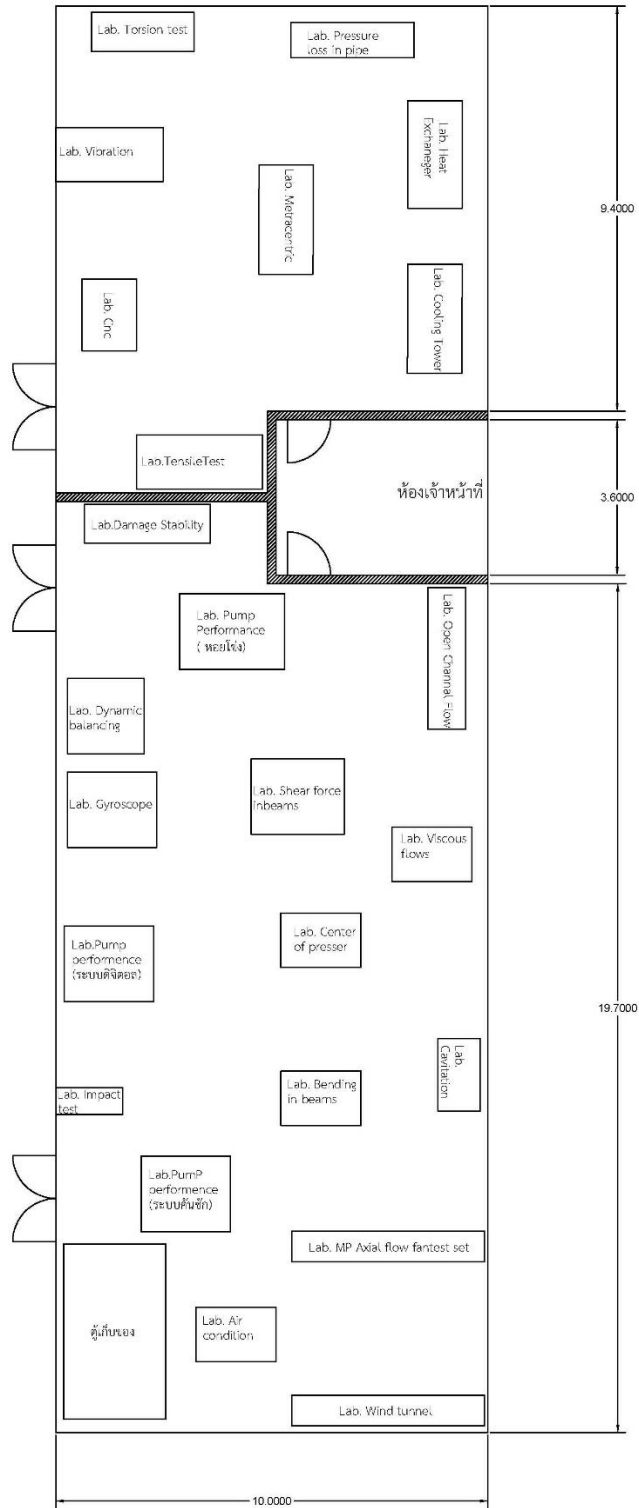 Lab. Torsion test
Lab. Pressure
loss in pipe
Lab. Heat
Exchaneger
Lab. Vibration
Lab. Metracentric
9.4000
Lab. Cnc
Lab. Cooling Tower
Lab.TensileTest
ห้องเจ้าหน้าที่
3.6000
Lab.Damage Stability
Lab. Pump
Performance
( หอยโข่ง)
Lab. Open Channal Flow
Lab. Dynamic
balancing
Lab. Gyroscope
Lab. Shear force
inbeams
Lab. Viscous
flows
Lab.Pump
performence
(ระบบดิจิตอล)
Lab. Center
of presser
19.7000
Lab.
Cavitation
Lab. Impact
test
Lab. Bending
in beams
Lab.PumP
performence
(ระบบคันชัก)
Lab. MP Axial flow fantest set
ตู้เก็บของ
Lab. Air
condition
Lab. Wind tunnel
10.0000